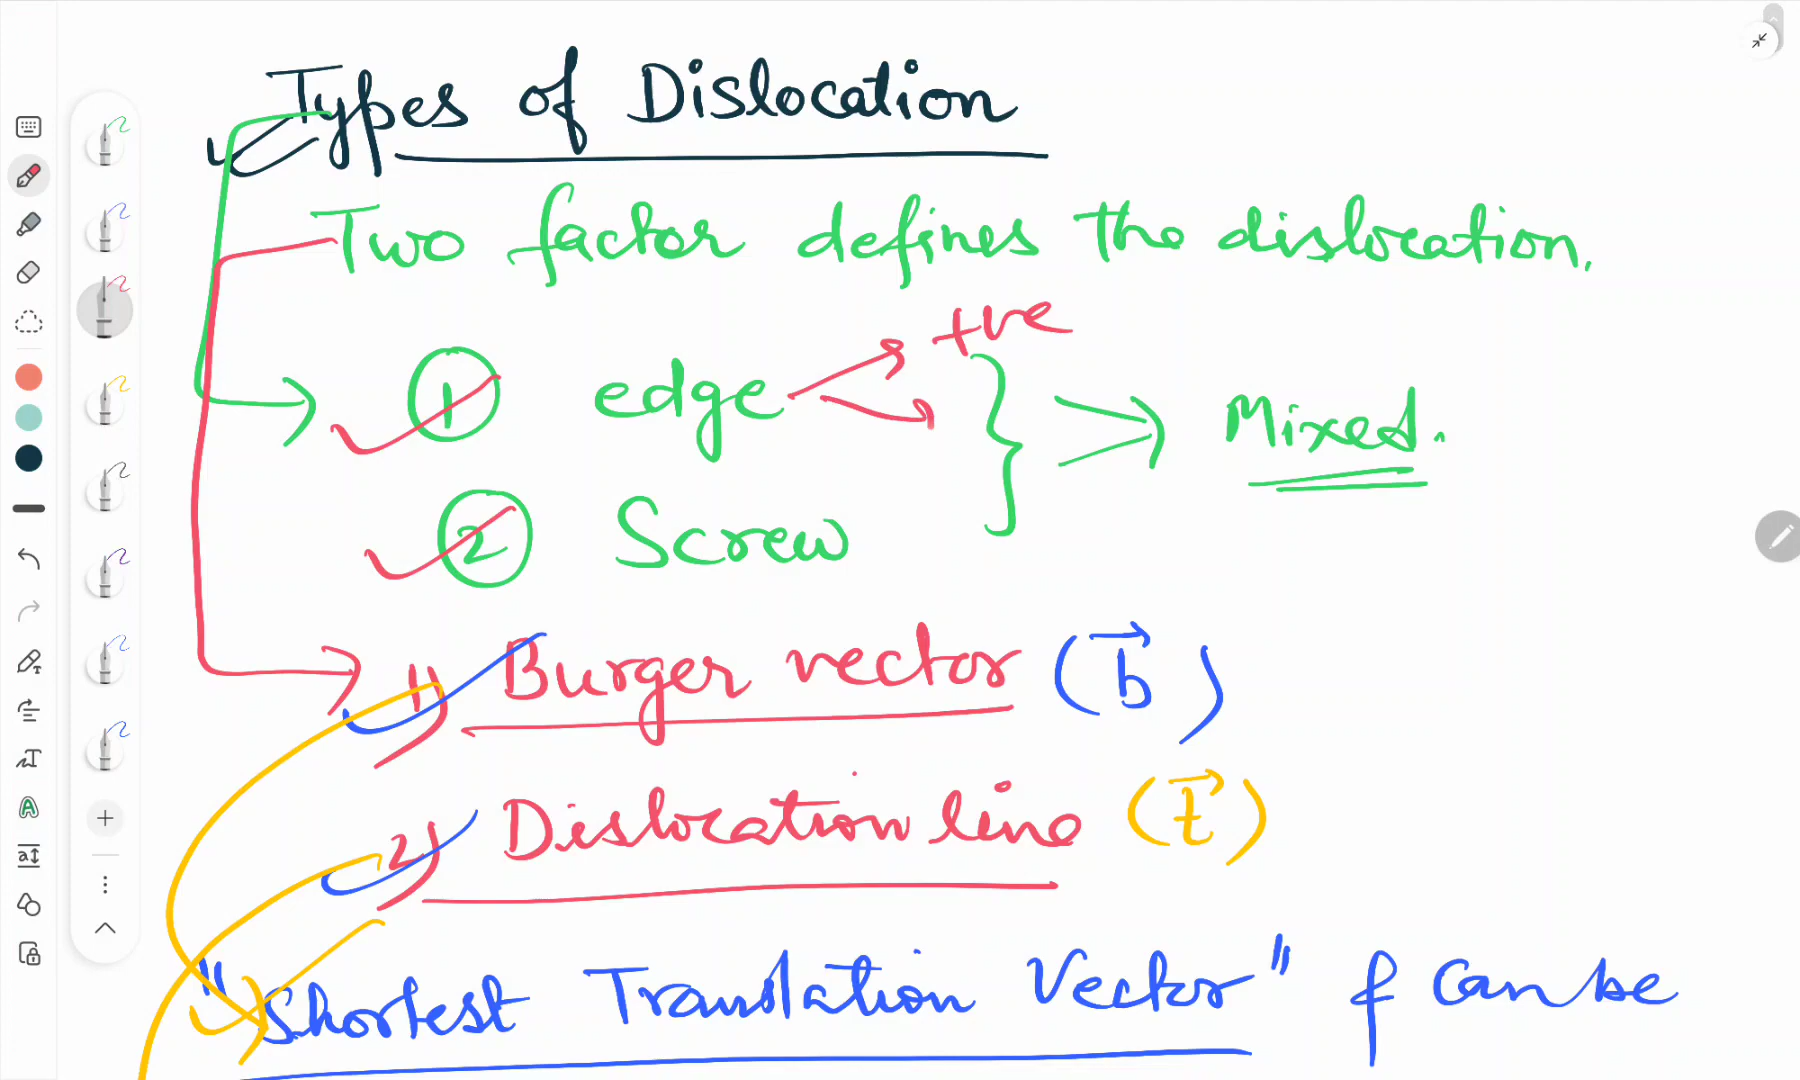 Types of Dislocation
Two factor defines the dislocation.
① edge +ve
② Screw
Mixed.
1) Burger vector (b⃗)
2) Dislocation line (t⃗)
"Shortest Translation Vector" & can be